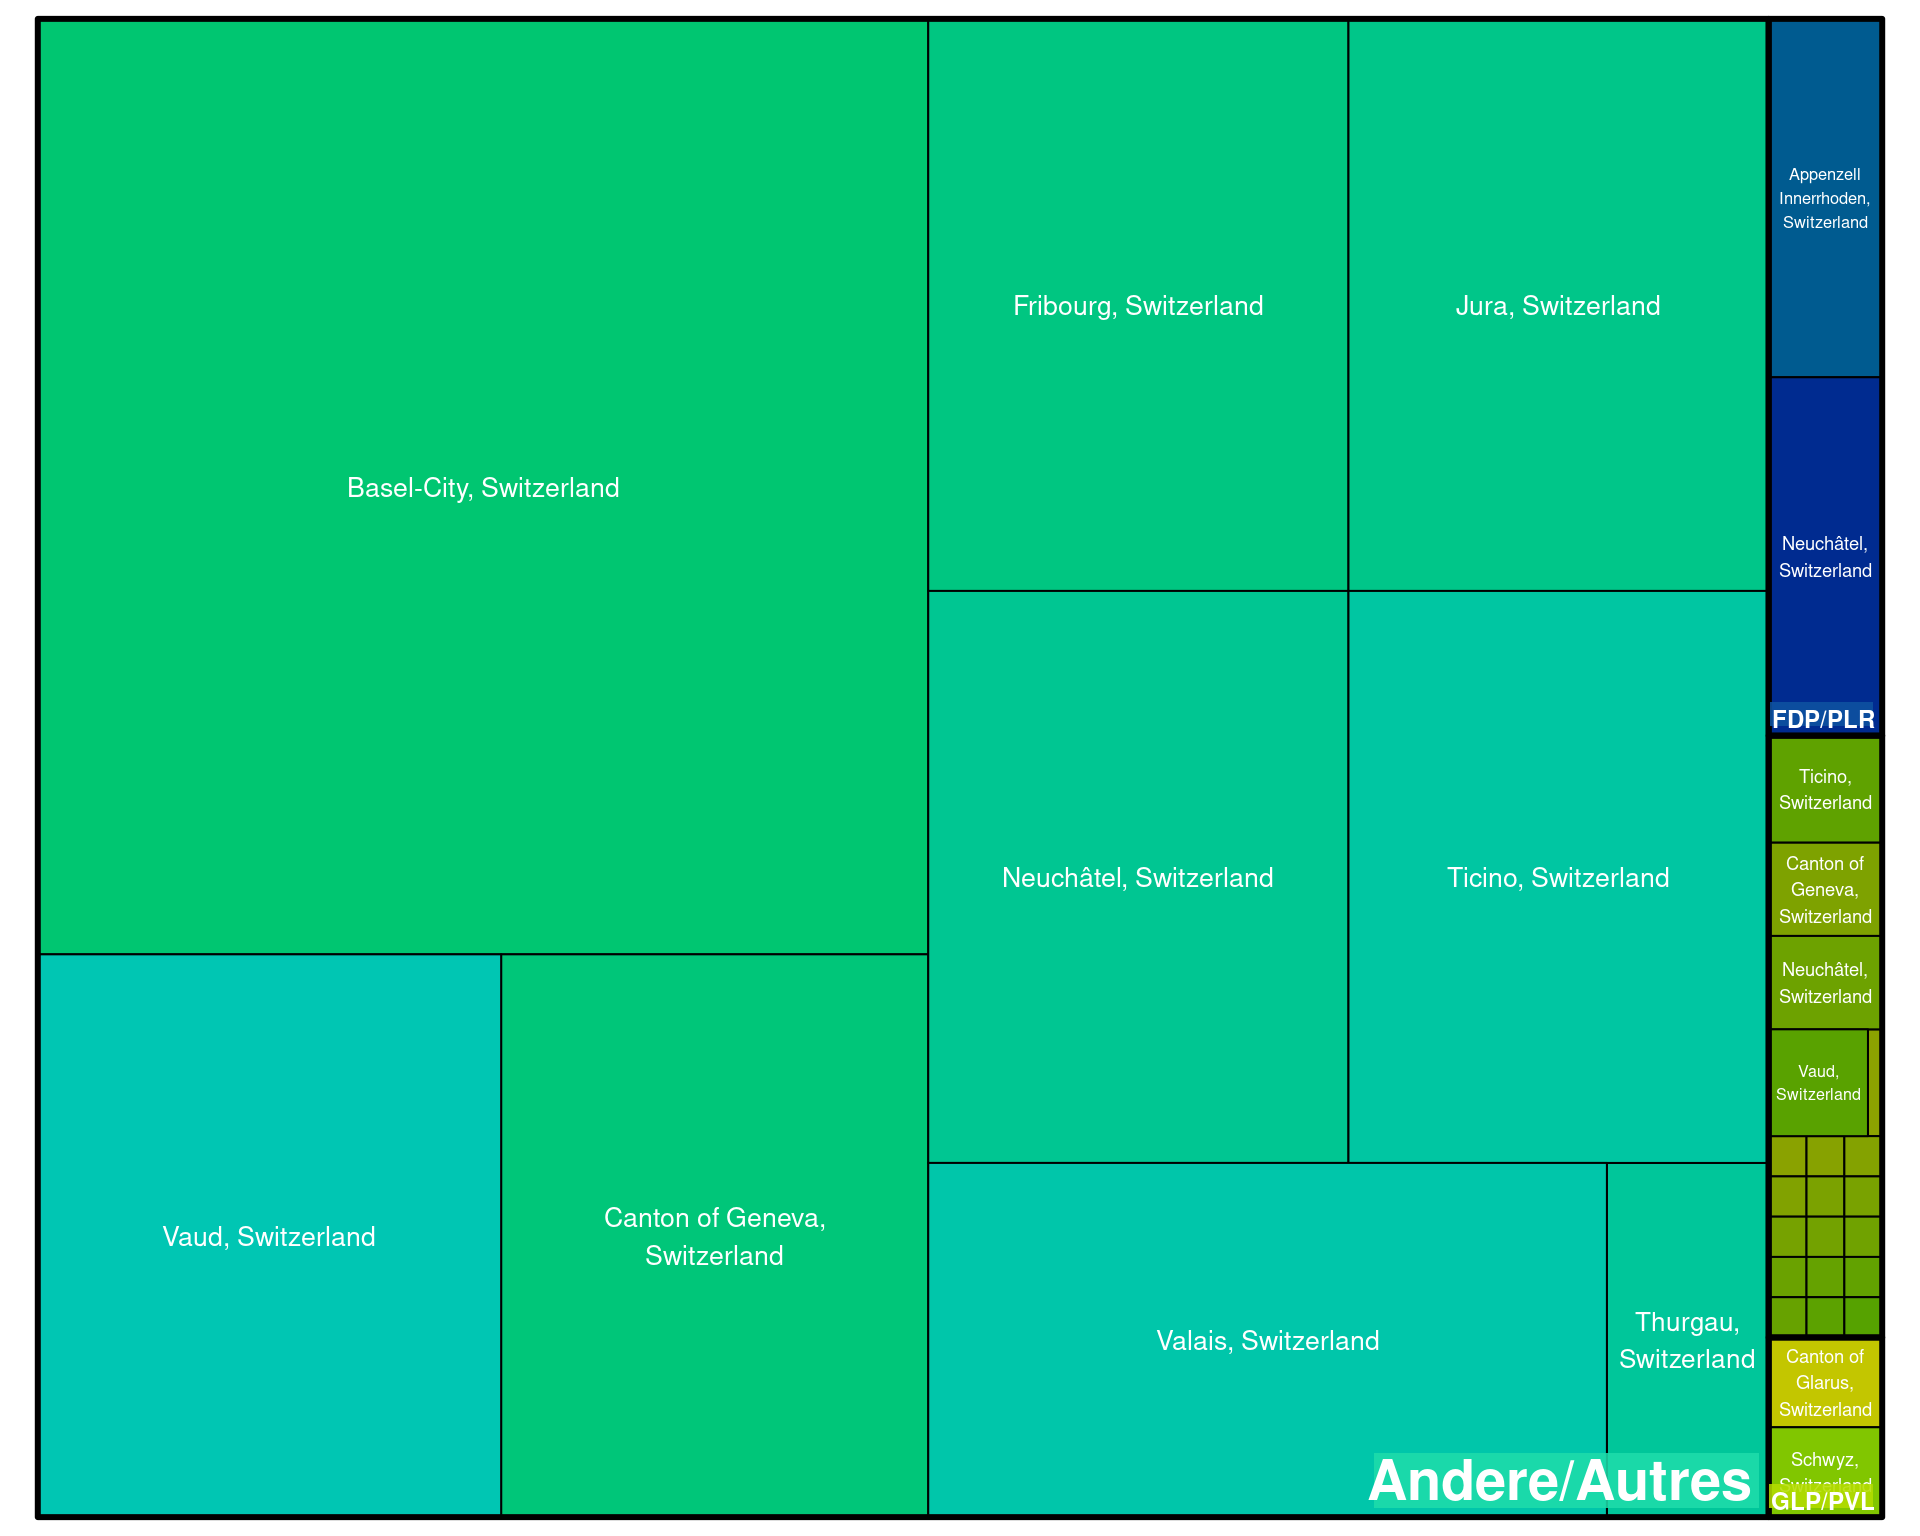 Basel-City, Switzerland
Fribourg, Switzerland
Jura, Switzerland
Neuchâtel, Switzerland
Ticino, Switzerland
Vaud, Switzerland
Canton of Geneva,
Switzerland
Valais, Switzerland
Thurgau,
Switzerland
Andere/Autres
Appenzell
Innerrhoden,
Switzerland
Neuchâtel,
Switzerland
FDP/PLR
Ticino,
Switzerland
Canton of
Geneva,
Switzerland
Neuchâtel,
Switzerland
Vaud,
Switzerland
Canton of
Glarus,
Switzerland
Schwyz,
Switzerland
GLP/PVL